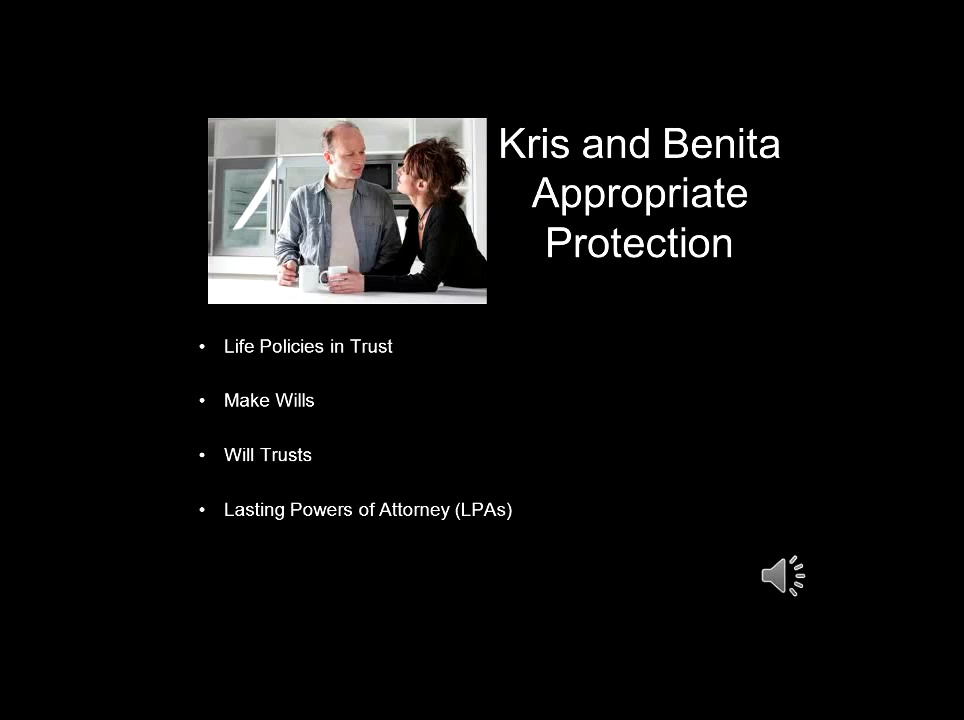 Kris and Benita
Appropriate
Protection
• Life Policies in Trust
• Make Wills
• Will Trusts
• Lasting Powers of Attorney (LPAs)